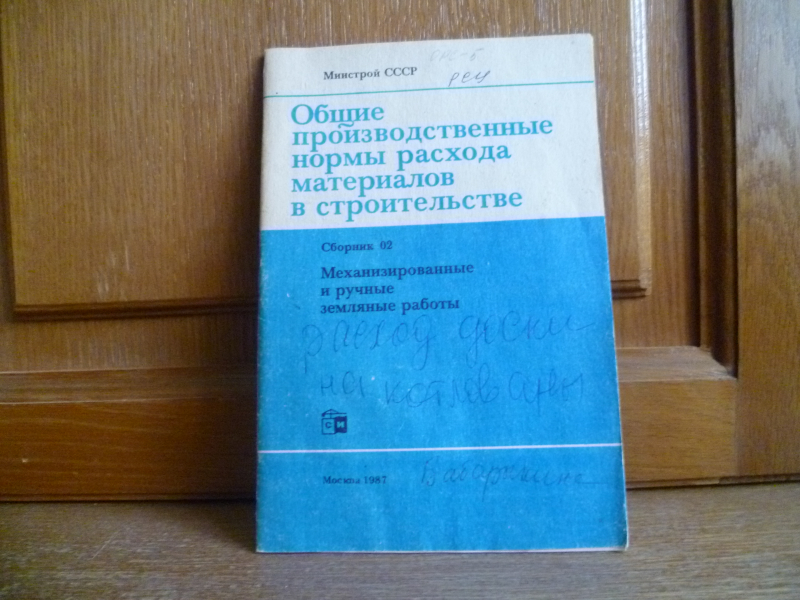 Минстрой СССР
рец
Общие
производственные
нормы расхода
материалов
в строительстве
Сборник 02
Механизированные
и ручные
земляные работы
расход доски
на котлованы
С И
Москва 1987